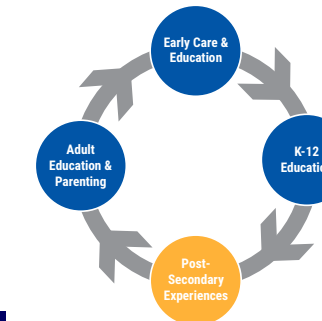 Early Care &
Education
K-12
Adult
Education &
Parenting
Post-
Secondary
Experiences